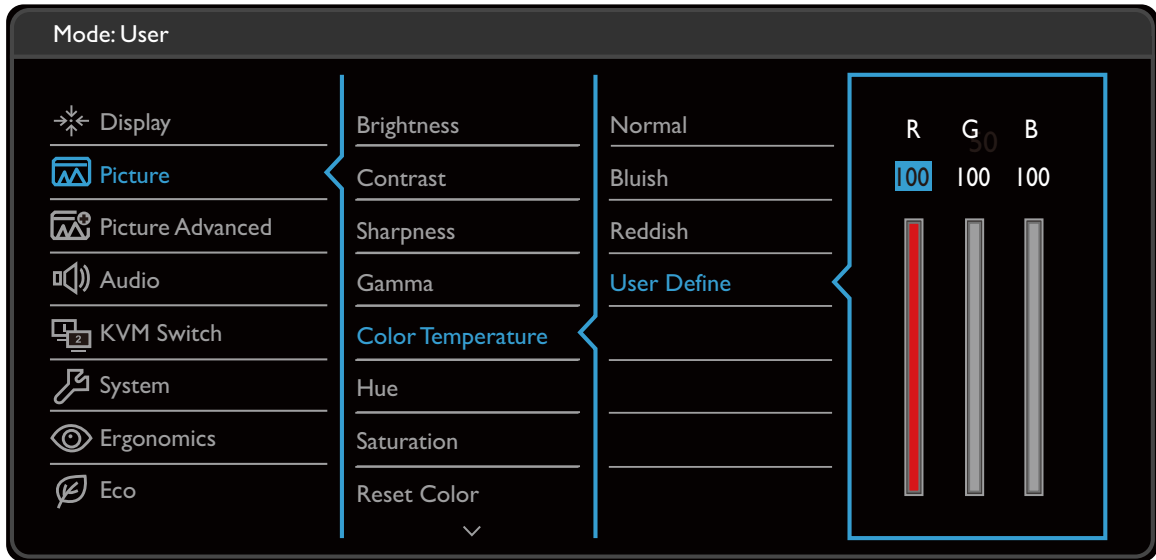 Mode: User
Display
Picture
Picture Advanced
Audio
KVM Switch
System
Ergonomics
Eco
Brightness
Contrast
Sharpness
Gamma
Color Temperature
Hue
Saturation
Reset Color
Normal
Bluish
Reddish
User Define
R G B
50
100 100 100
1
2